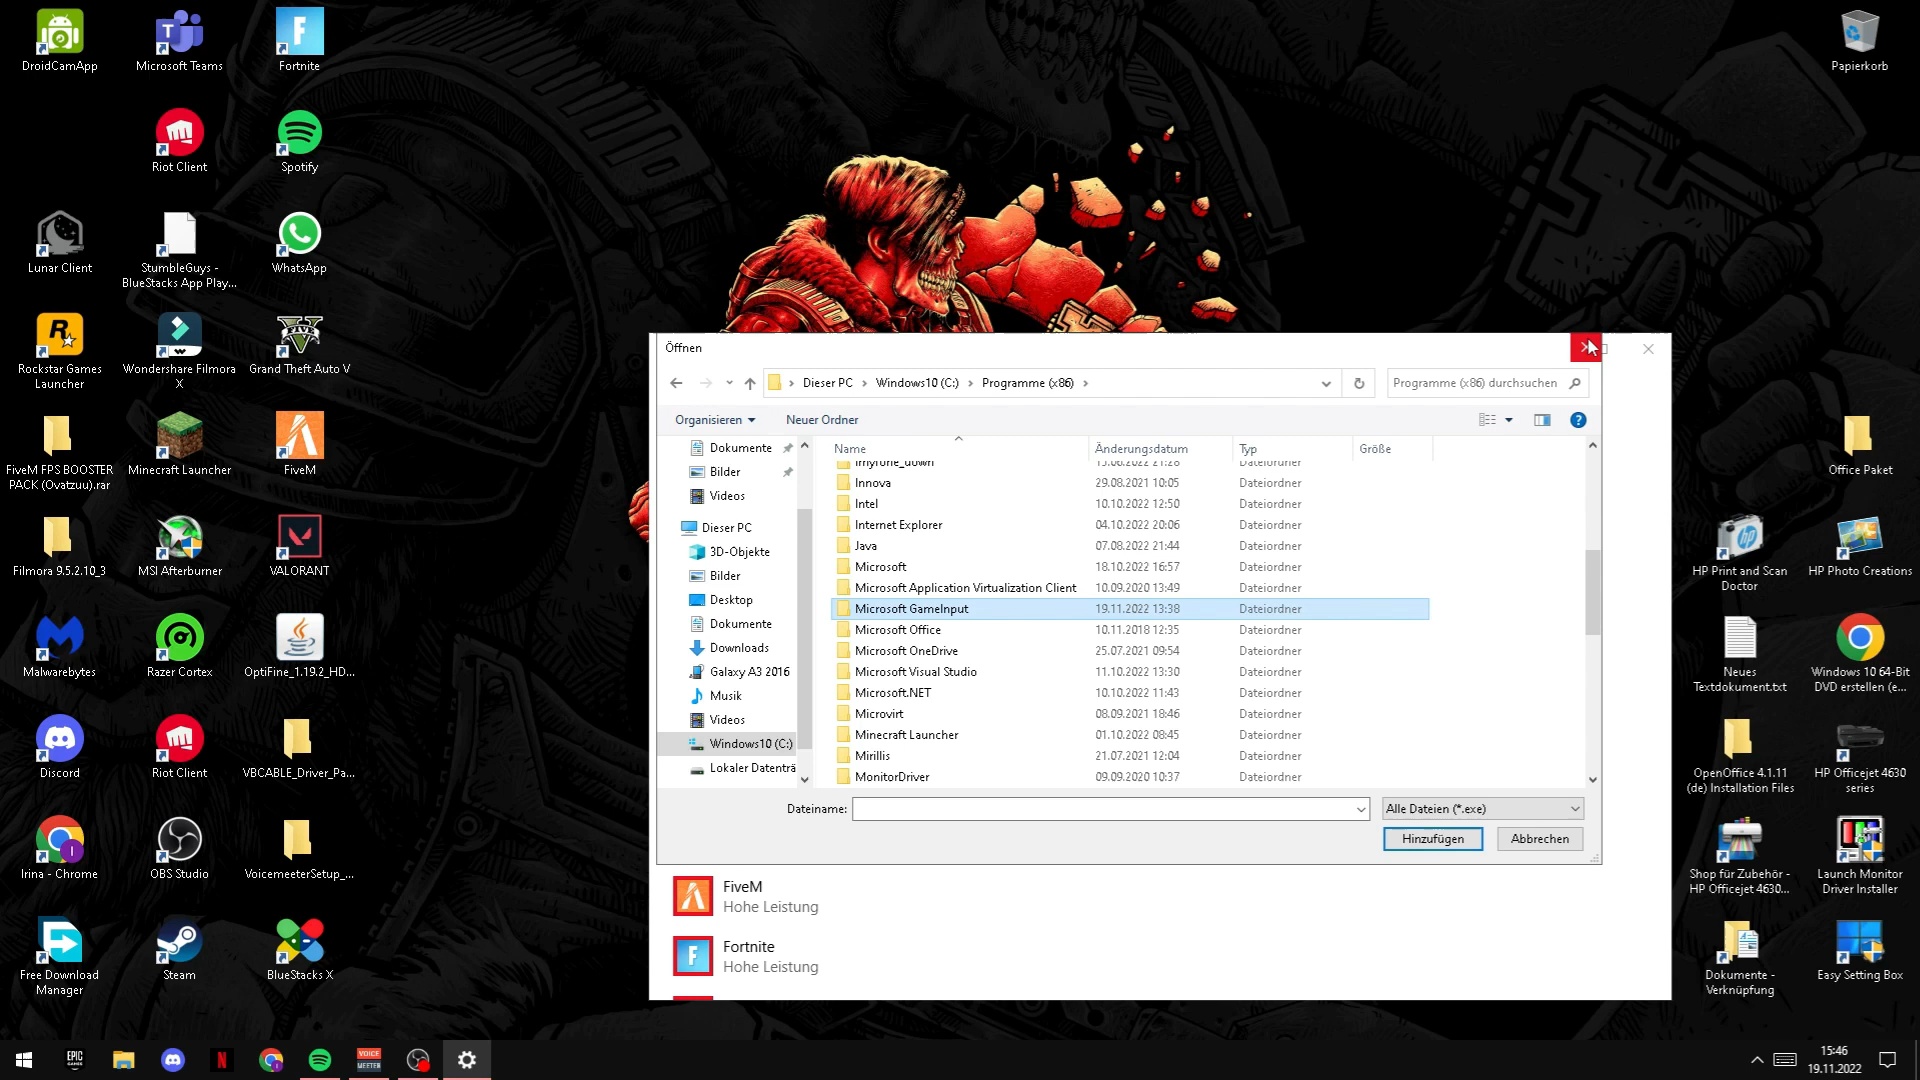 DroidCamApp
Microsoft Teams
Fortnite
Papierkorb
Riot Client
Spotify
Lunar Client
StumbleGuys -
BlueStacks App Play...
WhatsApp
Rockstar Games
Launcher
Wondershare Filmora
X
Grand Theft Auto V
FIVE
FiveM FPS BOOSTER
PACK (Ovatzuu).rar
Minecraft Launcher
FiveM
Filmora 9.5.2.10_3
MSI Afterburner
VALORANT
Malwarebytes
Razer Cortex
OptiFine_1.19.2_HD...
Discord
Riot Client
VBCABLE_Driver_Pa...
Irina - Chrome
OBS Studio
VoicemeeterSetup_...
Free Download
Manager
Steam
BlueStacks X
Öffnen
Dieser PC
Windows10 (C:)
Programme (x86)
Programme (x86) durchsuchen
Organisieren
Neuer Ordner
Dokumente
Bilder
Videos
Dieser PC
3D-Objekte
Bilder
Desktop
Dokumente
Downloads
Galaxy A3 2016
Musik
Videos
Windows10 (C:)
Lokaler Datenträ
Name Änderungsdatum Typ Größe
imyfone_down 15.08.2022 21:28 Dateiordner
Innova 29.08.2021 10:05 Dateiordner
Intel 10.10.2022 12:50 Dateiordner
Internet Explorer 04.10.2022 20:06 Dateiordner
Java 07.08.2022 21:44 Dateiordner
Microsoft 18.10.2022 16:57 Dateiordner
Microsoft Application Virtualization Client 10.09.2020 13:49 Dateiordner
Microsoft GameInput 19.11.2022 13:38 Dateiordner
Microsoft Office 10.11.2018 12:35 Dateiordner
Microsoft OneDrive 25.07.2021 09:54 Dateiordner
Microsoft Visual Studio 11.10.2022 13:30 Dateiordner
Microsoft.NET 10.10.2022 11:43 Dateiordner
Microvirt 08.09.2021 18:46 Dateiordner
Minecraft Launcher 01.10.2022 08:45 Dateiordner
Mirillis 21.07.2021 12:04 Dateiordner
MonitorDriver 09.09.2020 10:37 Dateiordner
Dateiname:
Alle Dateien (*.exe)
Hinzufügen
Abbrechen
FiveM
Hohe Leistung
Fortnite
Hohe Leistung
Office Paket
HP Print and Scan
Doctor
HP Photo Creations
Neues
Textdokument.txt
Windows 10 64-Bit
DVD erstellen (e...
OpenOffice 4.1.11
(de) Installation Files
HP Officejet 4630
series
Shop für Zubehör -
HP Officejet 4630...
Launch Monitor
Driver Installer
Dokumente -
Verknüpfung
Easy Setting Box
EPIC
GAMES
VOICE
MEETER
15:46
19.11.2022